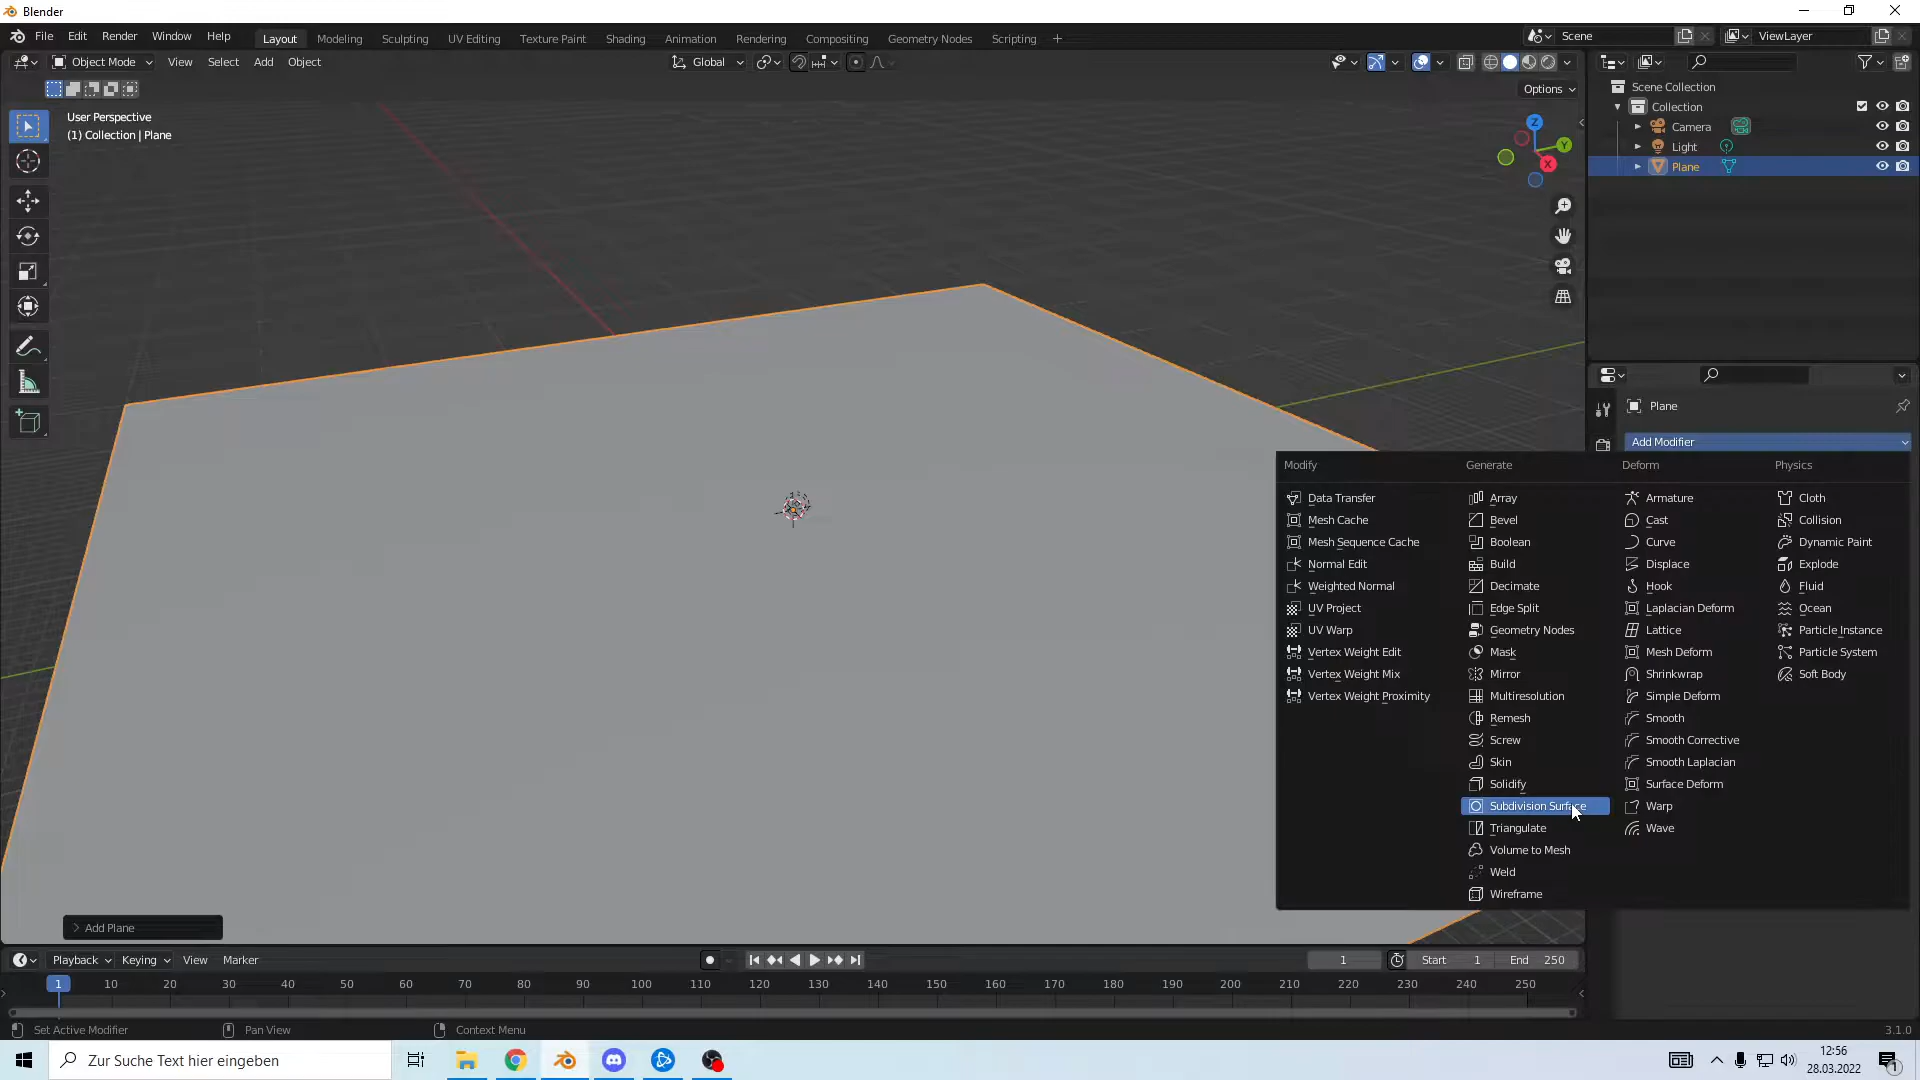 Blender
File Edit Render Window Help Layout Modeling Sculpting UV Editing Texture Paint Shading Animation Rendering Compositing Geometry Nodes Scripting + Scene ViewLayer
Object Mode View Select Add Object Global
Options
User Perspective
(1) Collection | Plane
Z
Y
X
Scene Collection
Collection
Camera
Light
Plane
Plane
Add Modifier
Modify Generate Deform Physics
Data Transfer Array Armature Cloth
Mesh Cache Bevel Cast Collision
Mesh Sequence Cache Boolean Curve Dynamic Paint
Normal Edit Build Displace Explode
Weighted Normal Decimate Hook Fluid
UV Project Edge Split Laplacian Deform Ocean
UV Warp Geometry Nodes Lattice Particle Instance
Vertex Weight Edit Mask Mesh Deform Particle System
Vertex Weight Mix Mirror Shrinkwrap Soft Body
Vertex Weight Proximity Multiresolution Simple Deform
Remesh Smooth
Screw Smooth Corrective
Skin Smooth Laplacian
Solidify Surface Deform
Subdivision Surface Warp
Triangulate Wave
Volume to Mesh
Weld
Wireframe
Add Plane
Playback Keying View Marker 1 Start 1 End 250
1 10 20 30 40 50 60 70 80 90 100 110 120 130 140 150 160 170 180 190 200 210 220 230 240 250
Set Active Modifier Pan View Context Menu 3.1.0
Zur Suche Text hier eingeben
12:56
28.03.2022
1